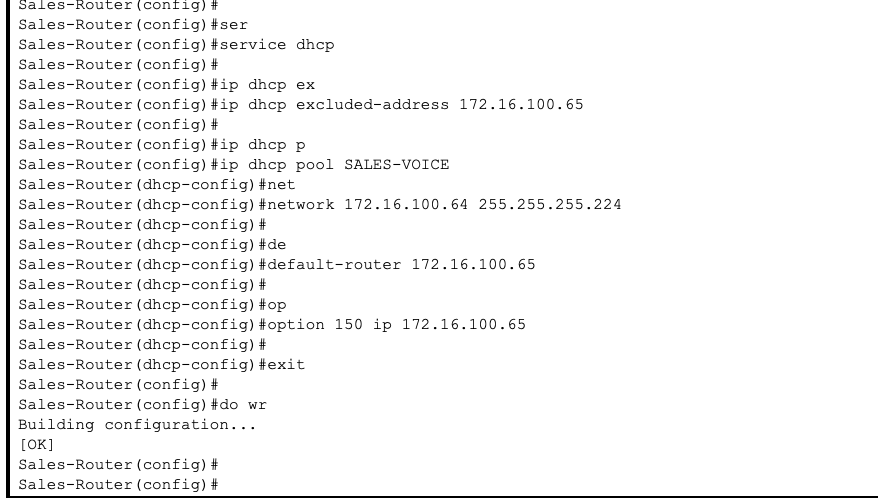 Sales-Router(config)#
Sales-Router(config)#ser
Sales-Router(config)#service dhcp
Sales-Router(config)#
Sales-Router(config)#ip dhcp ex
Sales-Router(config)#ip dhcp excluded-address 172.16.100.65
Sales-Router(config)#
Sales-Router(config)#ip dhcp p
Sales-Router(config)#ip dhcp pool SALES-VOICE
Sales-Router(dhcp-config)#net
Sales-Router(dhcp-config)#network 172.16.100.64 255.255.255.224
Sales-Router(dhcp-config)#
Sales-Router(dhcp-config)#de
Sales-Router(dhcp-config)#default-router 172.16.100.65
Sales-Router(dhcp-config)#
Sales-Router(dhcp-config)#op
Sales-Router(dhcp-config)#option 150 ip 172.16.100.65
Sales-Router(dhcp-config)#
Sales-Router(dhcp-config)#exit
Sales-Router(config)#
Sales-Router(config)#do wr
Building configuration...
[OK]
Sales-Router(config)#
Sales-Router(config)#